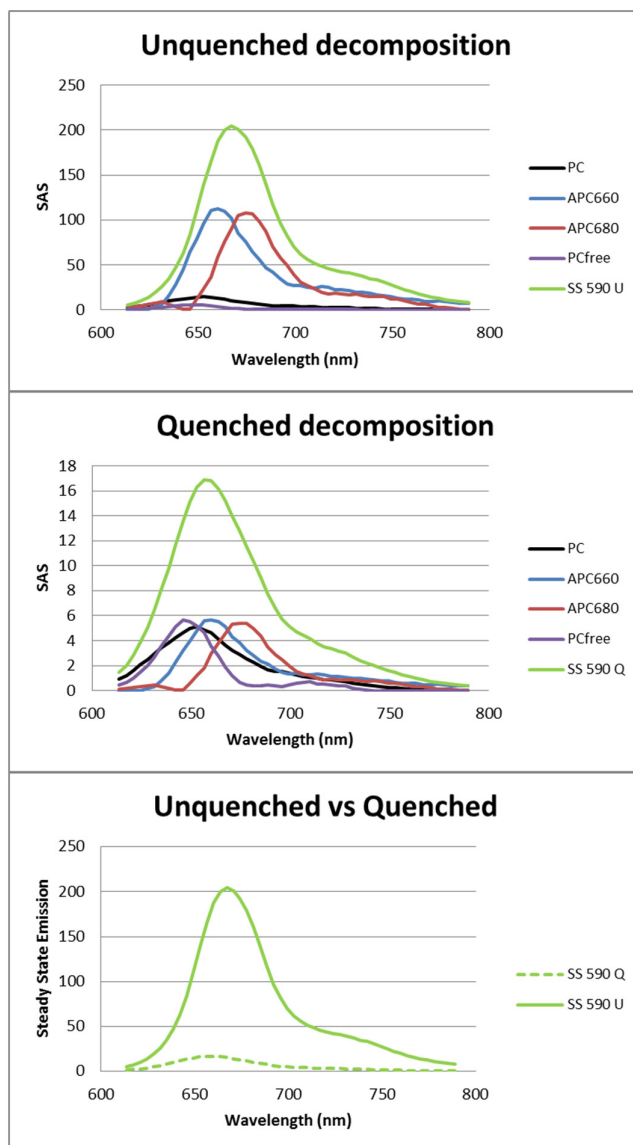 Unquenched decomposition
250
200
150
100
50
0
SAS
600 650 700 750 800
Wavelength (nm)
PC
APC660
APC680
PCfree
SS 590 U
Quenched decomposition
18
16
14
12
10
8
6
4
2
0
SAS
600 650 700 750 800
Wavelength (nm)
PC
APC660
APC680
PCfree
SS 590 Q
Unquenched vs Quenched
250
200
150
100
50
0
Steady State Emission
600 650 700 750 800
Wavelength (nm)
SS 590 Q
SS 590 U